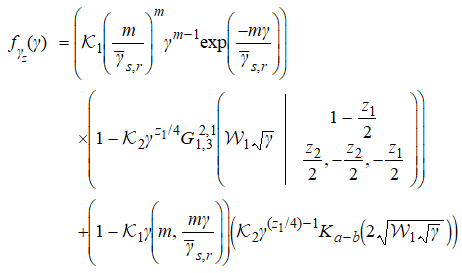 f_{γ_z}(γ) = ( 𝒦_1 ( m / γ̄_{s,r} )^m γ^{m−1} exp( −mγ / γ̄_{s,r} ) )
× ( 1 − 𝒦_2 γ^{z_1/4} G_{1,3}^{2,1} ( 𝒲_1 √γ | 1 − z_1/2 ; z_2/2, −z_2/2, −z_1/2 ) )
+ ( 1 − 𝒦_1 γ ( m, mγ / γ̄_{s,r} ) ) ( 𝒦_2 γ^{(z_1/4)−1} K_{a−b} ( 2 √( 𝒲_1 √γ ) ) )